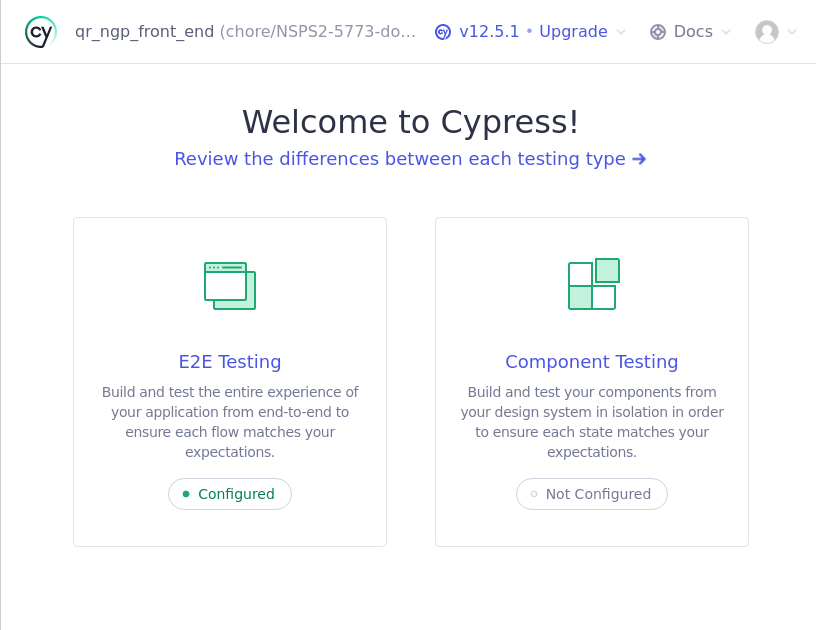 cy qr_ngp_front_end (chore/NSPS2-5773-do... v12.5.1 • Upgrade Docs
Welcome to Cypress!
Review the differences between each testing type →
E2E Testing
Build and test the entire experience of
your application from end-to-end to
ensure each flow matches your
expectations.
Configured
Component Testing
Build and test your components from
your design system in isolation in order
to ensure each state matches your
expectations.
Not Configured